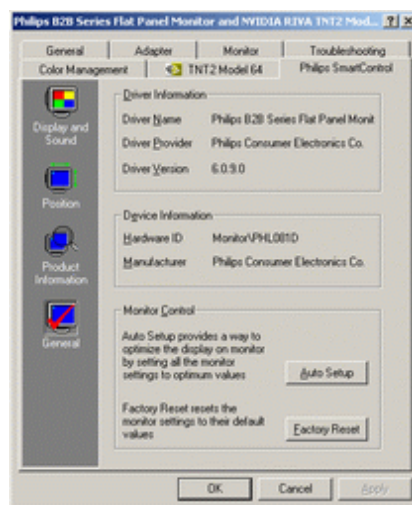 Philips B2B Series Flat Panel Monitor and NVIDIA RIVA TNT2 Mod...
General Adapter Monitor Troubleshooting
Color Management TNT2 Model 64 Philips SmartControl
Display and
Sound
Position
Product
Information
General
Driver Information
Driver Name Philips B2B Series Flat Panel Monit
Driver Provider Philips Consumer Electronics Co.
Driver Version 6.0.9.0
Device Information
Hardware ID Monitor\PHL081D
Manufacturer Philips Consumer Electronics Co.
Monitor Control
Auto Setup provides a way to
optimize the display on monitor
by setting all the monitor
settings to optimum values
Auto Setup
Factory Reset resets the
monitor settings to their default
values
Factory Reset
OK Cancel Apply